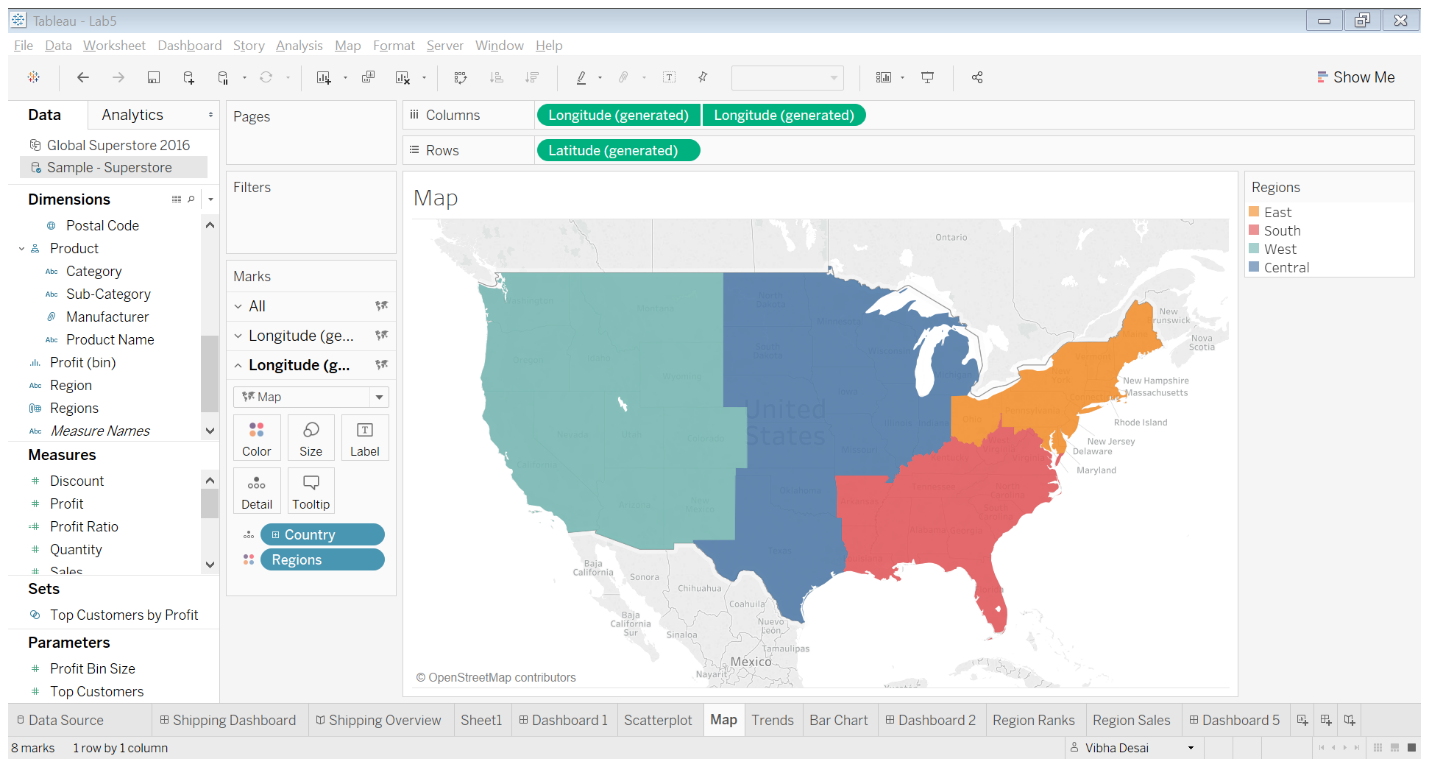 Tableau - Lab5
File Data Worksheet Dashboard Story Analysis Map Format Server Window Help
Show Me
Data Analytics
Global Superstore 2016
Sample - Superstore
Dimensions
Postal Code
Product
Abc Category
Abc Sub-Category
Manufacturer
Abc Product Name
Profit (bin)
Abc Region
Regions
Abc Measure Names
Measures
# Discount
# Profit
=# Profit Ratio
# Quantity
# Sales
Sets
Top Customers by Profit
Parameters
# Profit Bin Size
# Top Customers
Pages
Filters
Marks
All
Longitude (ge...
Longitude (g...
Map
Color Size Label
Detail Tooltip
Country
Regions
Columns Longitude (generated) Longitude (generated)
Rows Latitude (generated)
Map
Ontario
New
Brunswick
Nova
Scotia
United
States
New Hampshire
Massachusetts
Rhode Island
New Jersey
Delaware
Maryland
Baja
California
Sonora
Chihuahua
Coahuila
Baja
California
Sur
Sinaloa
Nuevo
León
Tamaulipas
Mexico
Nayarit
© OpenStreetMap contributors
Regions
East
South
West
Central
Data Source Shipping Dashboard Shipping Overview Sheet1 Dashboard 1 Scatterplot Map Trends Bar Chart Dashboard 2 Region Ranks Region Sales Dashboard 5
8 marks 1 row by 1 column Vibha Desai